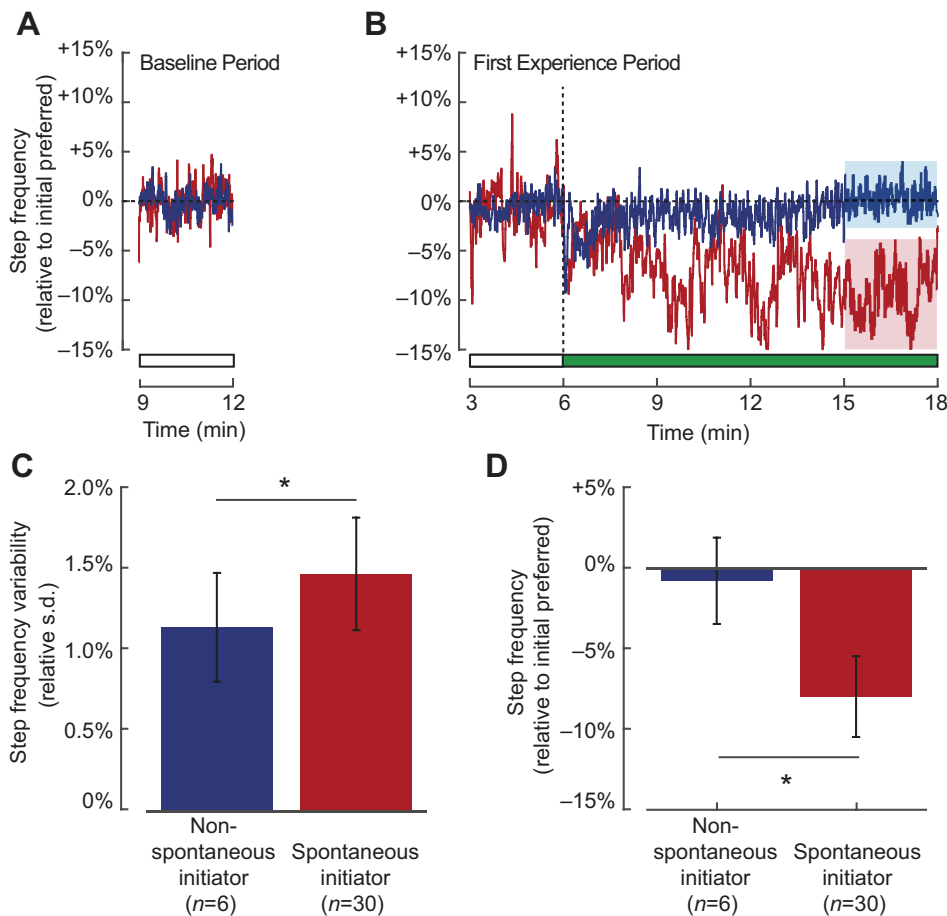 A
Baseline Period
Step frequency
(relative to initial preferred)
+15%
+10%
+5%
0%
–5%
–10%
–15%
9
12
Time (min)
B
First Experience Period
+15%
+10%
+5%
0%
–5%
–10%
–15%
3
6
9
12
15
18
Time (min)
C
Step frequency variability
(relative s.d.)
2.0%
1.5%
1.0%
0.5%
0%
*
Non-
spontaneous
initiator
(n=6)
Spontaneous
initiator
(n=30)
D
Step frequency
(relative to initial preferred)
+5%
0%
–5%
–10%
–15%
*
Non-
spontaneous
initiator
(n=6)
Spontaneous
initiator
(n=30)